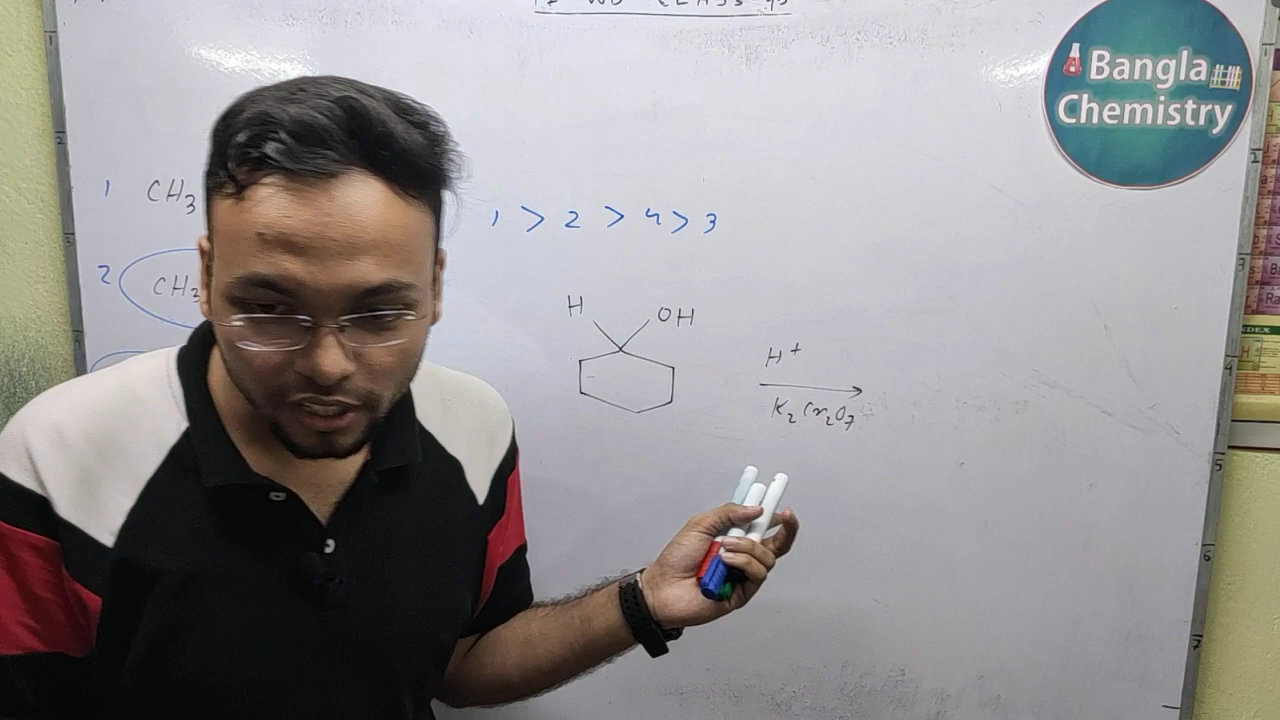 Bangla
Chemistry
1 CH3
1 > 2 > 4 > 3
2 CH3
H OH
H+
K2Cr2O7